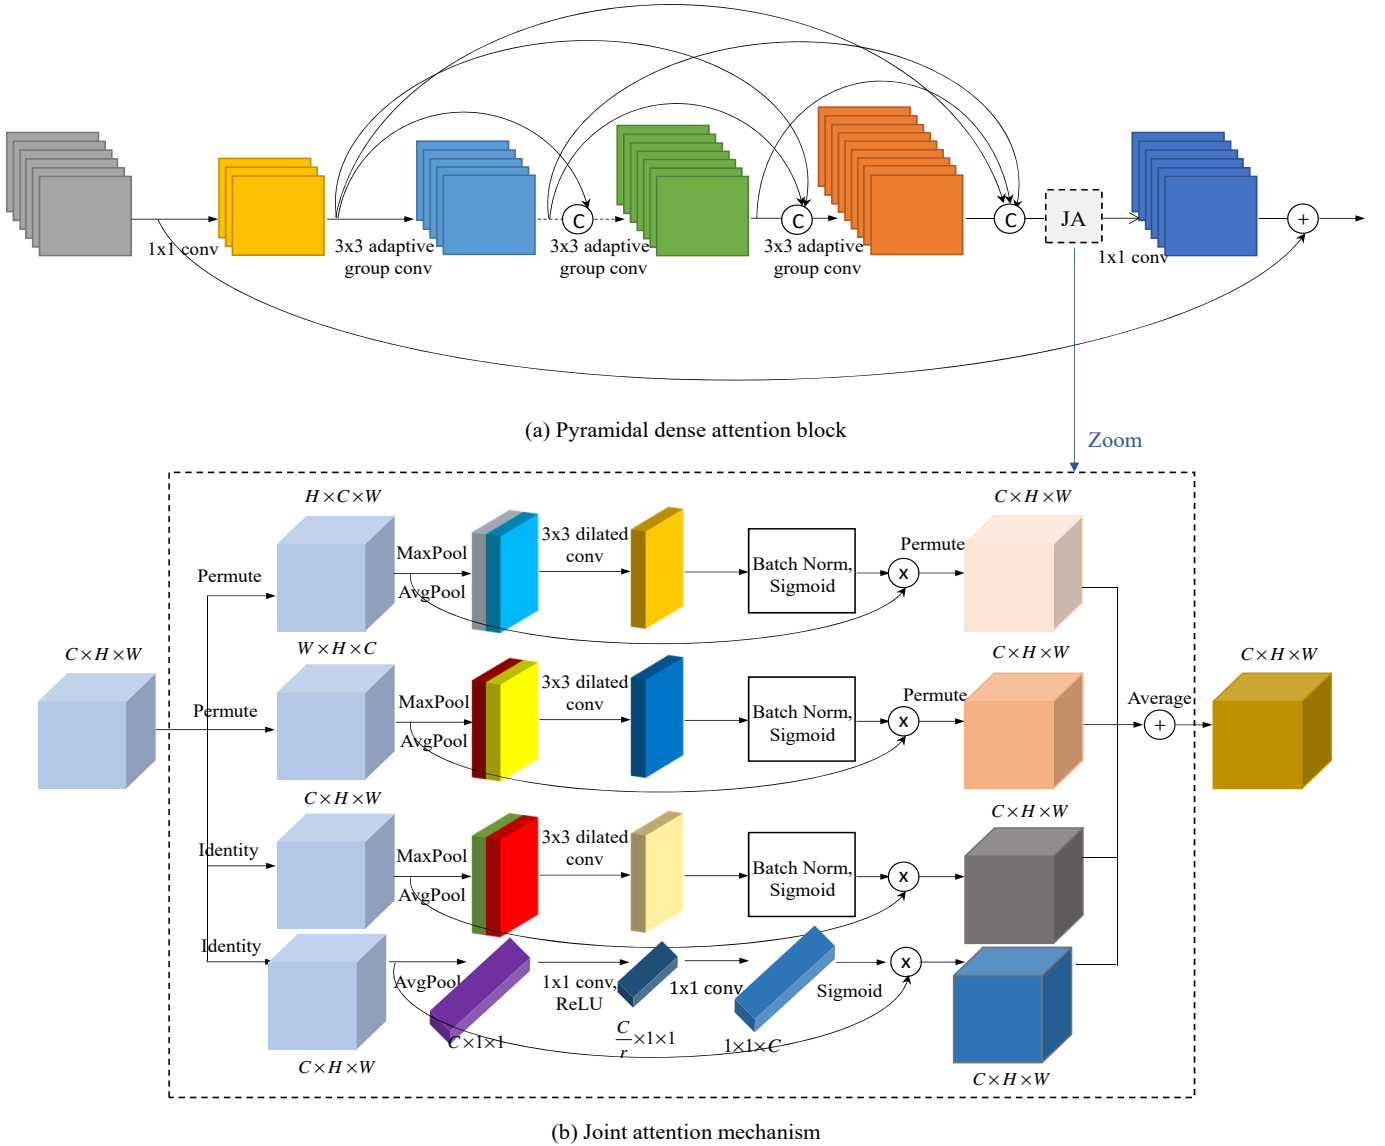 1x1 conv
3x3 adaptive
group conv
C
3x3 adaptive
group conv
C
3x3 adaptive
group conv
C
JA
1x1 conv
+
(a) Pyramidal dense attention block
Zoom
C×H×W
Permute
H×C×W
MaxPool
AvgPool
3x3 dilated
conv
Batch Norm,
Sigmoid
x
Permute
C×H×W
Permute
W×H×C
MaxPool
AvgPool
3x3 dilated
conv
Batch Norm,
Sigmoid
x
Permute
C×H×W
Average
+
C×H×W
Identity
C×H×W
MaxPool
AvgPool
3x3 dilated
conv
Batch Norm,
Sigmoid
x
C×H×W
Identity
C×H×W
AvgPool
C×1×1
1x1 conv,
ReLU
C/r ×1×1
1x1 conv
1×1×C
Sigmoid
x
C×H×W
(b) Joint attention mechanism